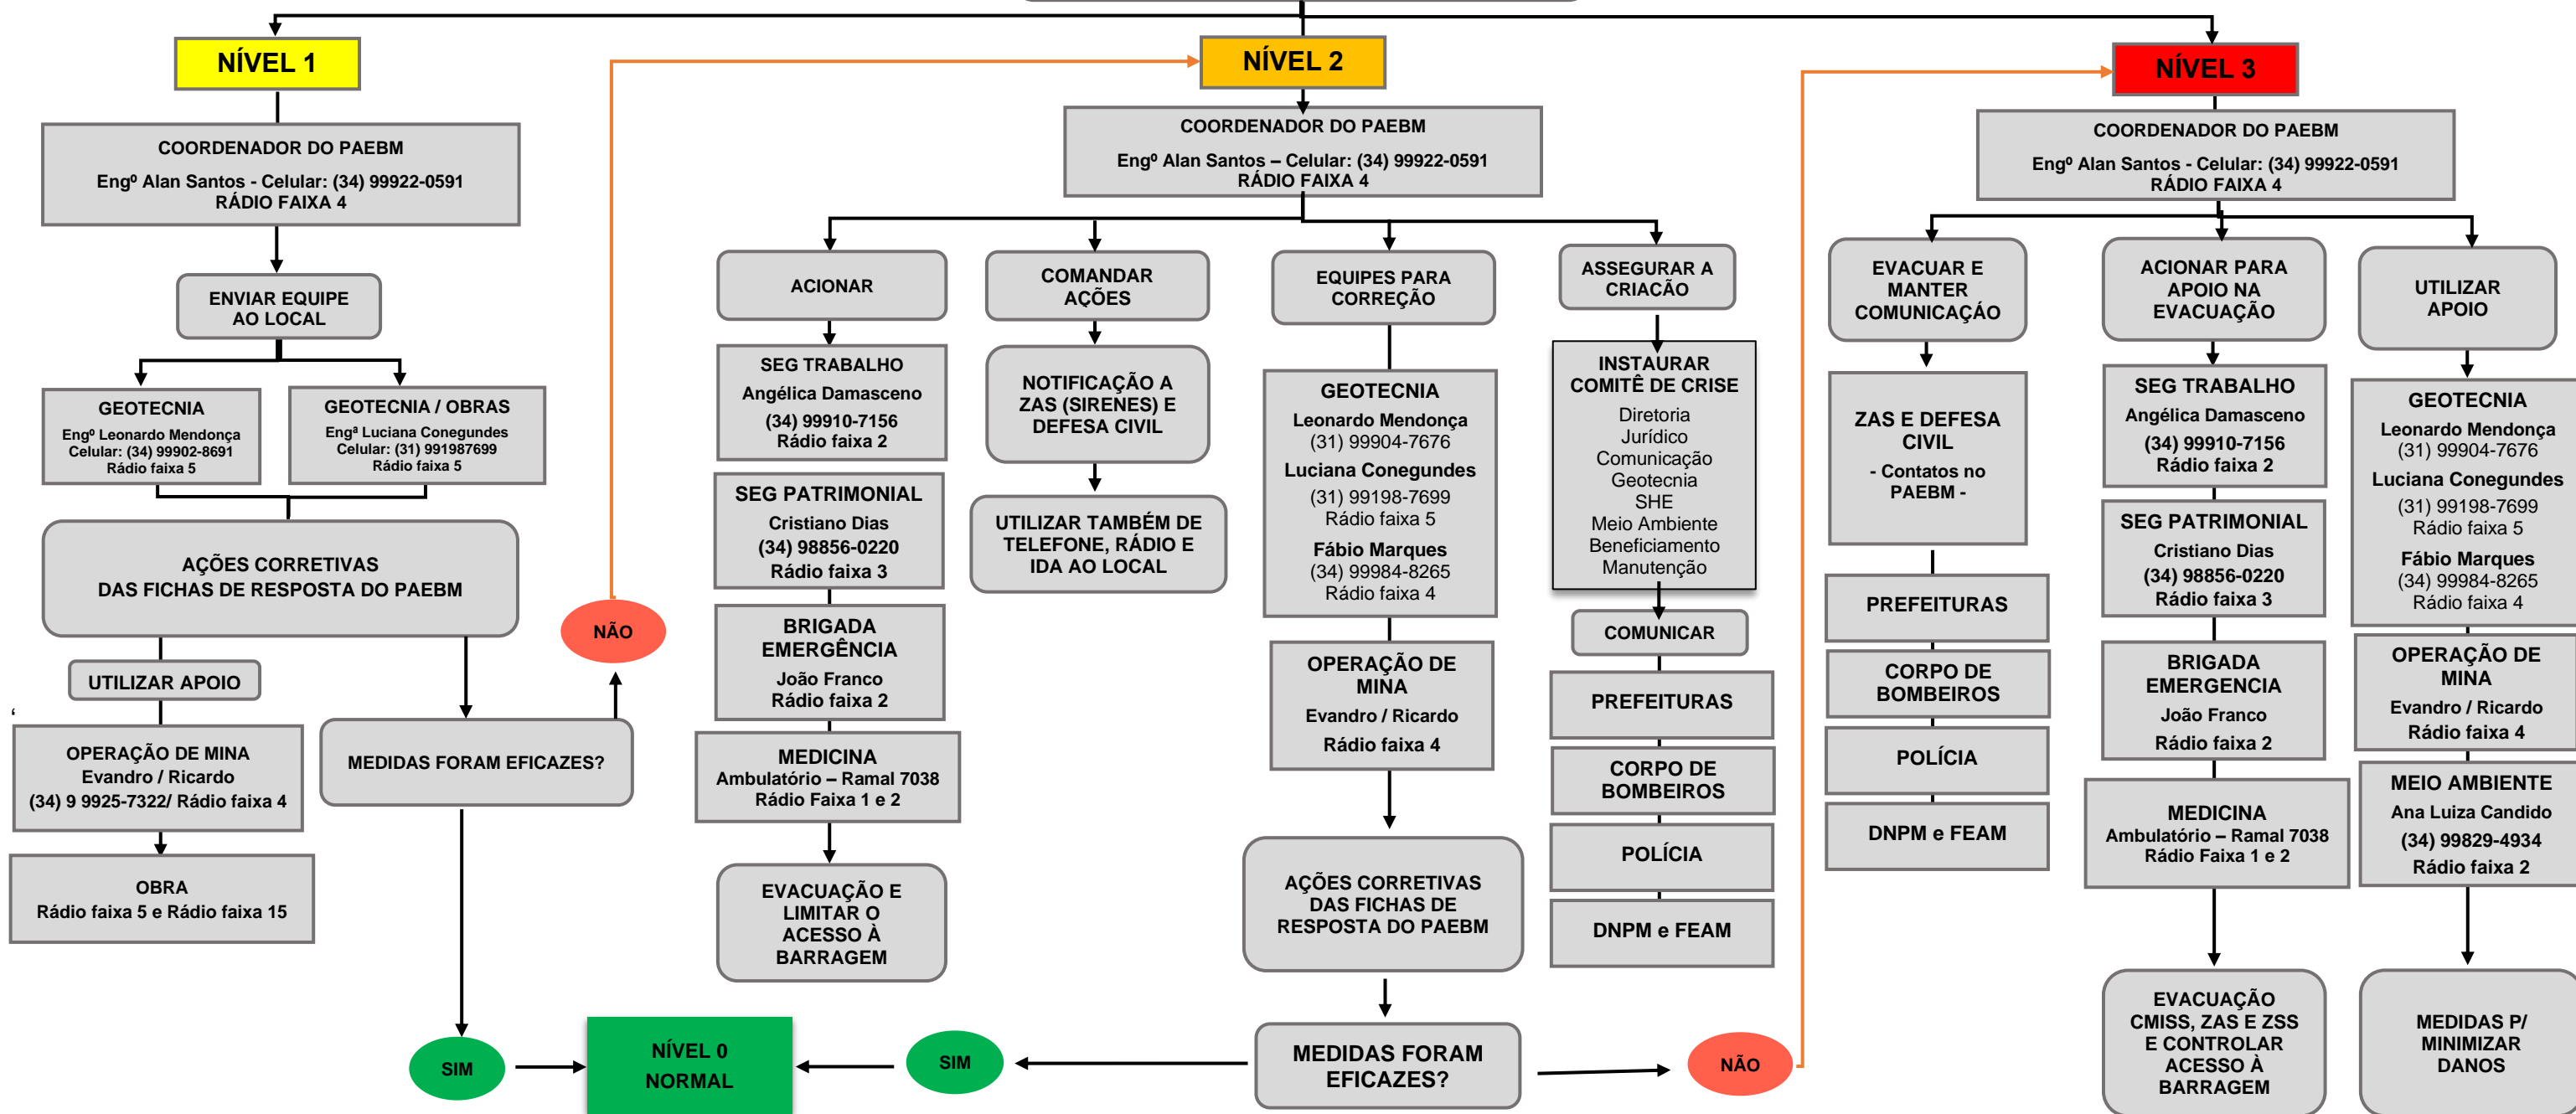 NÍVEL 1
COORDENADOR DO PAEBM
Engº Alan Santos - Celular: (34) 99922-0591
RÁDIO FAIXA 4
ENVIAR EQUIPE
AO LOCAL
GEOTECNIA
Engº Leonardo Mendonça
Celular: (34) 99902-8691
Rádio faixa 5
GEOTECNIA / OBRAS
Engª Luciana Conegundes
Celular: (31) 991987699
Rádio faixa 5
AÇÕES CORRETIVAS
DAS FICHAS DE RESPOSTA DO PAEBM
UTILIZAR APOIO
‘
OPERAÇÃO DE MINA
Evandro / Ricardo
(34) 9 9925-7322/ Rádio faixa 4
OBRA
Rádio faixa 5 e Rádio faixa 15
MEDIDAS FORAM EFICAZES?
NÃO
SIM
NÍVEL 0
NORMAL
NÍVEL 2
COORDENADOR DO PAEBM
Engº Alan Santos – Celular: (34) 99922-0591
RÁDIO FAIXA 4
ACIONAR
SEG TRABALHO
Angélica Damasceno
(34) 99910-7156
Rádio faixa 2
SEG PATRIMONIAL
Cristiano Dias
(34) 98856-0220
Rádio faixa 3
BRIGADA
EMERGÊNCIA
João Franco
Rádio faixa 2
MEDICINA
Ambulatório – Ramal 7038
Rádio Faixa 1 e 2
EVACUAÇÃO E
LIMITAR O
ACESSO À
BARRAGEM
COMANDAR
AÇÕES
NOTIFICAÇÃO A
ZAS (SIRENES) E
DEFESA CIVIL
UTILIZAR TAMBÉM DE
TELEFONE, RÁDIO E
IDA AO LOCAL
EQUIPES PARA
CORREÇÃO
GEOTECNIA
Leonardo Mendonça
(31) 99904-7676
Luciana Conegundes
(31) 99198-7699
Rádio faixa 5
Fábio Marques
(34) 99984-8265
Rádio faixa 4
OPERAÇÃO DE
MINA
Evandro / Ricardo
Rádio faixa 4
AÇÕES CORRETIVAS
DAS FICHAS DE
RESPOSTA DO PAEBM
MEDIDAS FORAM
EFICAZES?
SIM
NÃO
ASSEGURAR A
CRIAÇÃO
INSTAURAR
COMITÊ DE CRISE
Diretoria
Jurídico
Comunicação
Geotecnia
SHE
Meio Ambiente
Beneficiamento
Manutenção
COMUNICAR
PREFEITURAS
CORPO DE
BOMBEIROS
POLÍCIA
DNPM e FEAM
NÍVEL 3
COORDENADOR DO PAEBM
Engº Alan Santos - Celular: (34) 99922-0591
RÁDIO FAIXA 4
EVACUAR E
MANTER
COMUNICAÇÁO
ZAS E DEFESA
CIVIL
- Contatos no
PAEBM -
PREFEITURAS
CORPO DE
BOMBEIROS
POLÍCIA
DNPM e FEAM
ACIONAR PARA
APOIO NA
EVACUAÇÃO
SEG TRABALHO
Angélica Damasceno
(34) 99910-7156
Rádio faixa 2
SEG PATRIMONIAL
Cristiano Dias
(34) 98856-0220
Rádio faixa 3
BRIGADA
EMERGENCIA
João Franco
Rádio faixa 2
MEDICINA
Ambulatório – Ramal 7038
Rádio Faixa 1 e 2
EVACUAÇÃO
CMISS, ZAS E ZSS
E CONTROLAR
ACESSO À
BARRAGEM
UTILIZAR
APOIO
GEOTECNIA
Leonardo Mendonça
(31) 99904-7676
Luciana Conegundes
(31) 99198-7699
Rádio faixa 5
Fábio Marques
(34) 99984-8265
Rádio faixa 4
OPERAÇÃO DE
MINA
Evandro / Ricardo
Rádio faixa 4
MEIO AMBIENTE
Ana Luiza Candido
(34) 99829-4934
Rádio faixa 2
MEDIDAS P/
MINIMIZAR
DANOS